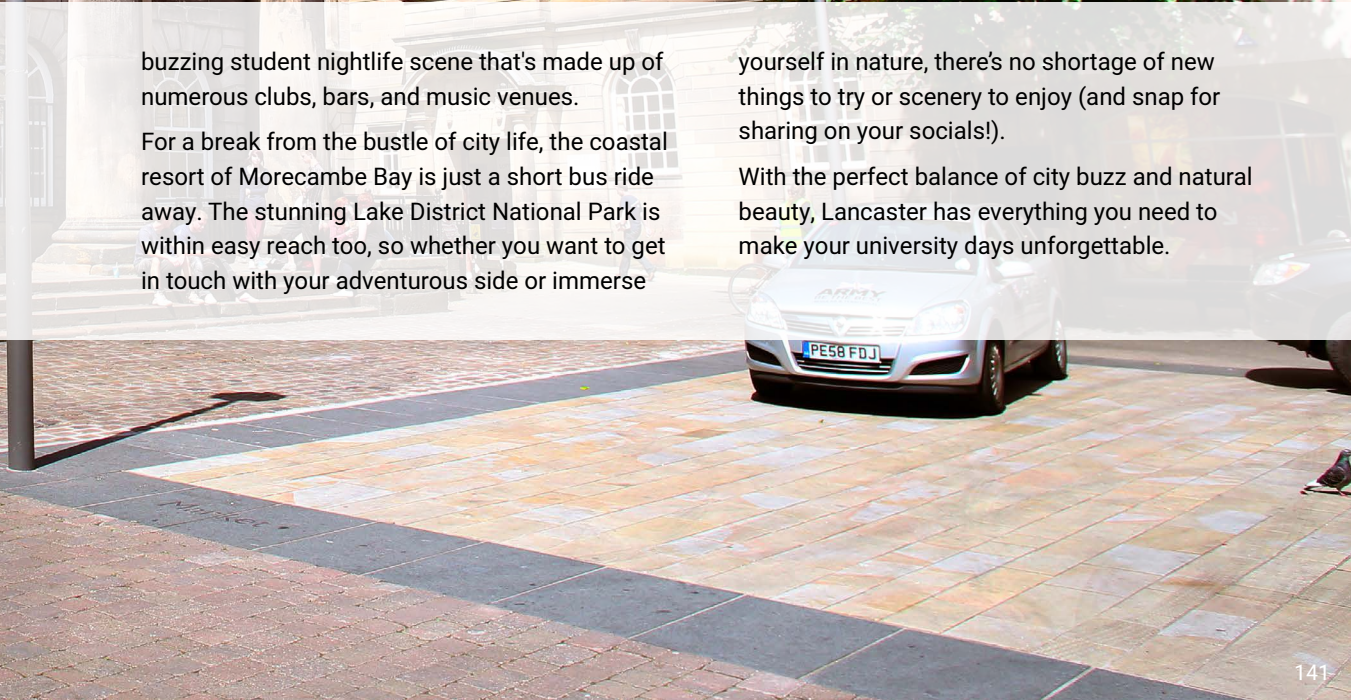 buzzing student nightlife scene that's made up of
numerous clubs, bars, and music venues.
For a break from the bustle of city life, the coastal
resort of Morecambe Bay is just a short bus ride
away. The stunning Lake District National Park is
within easy reach too, so whether you want to get
in touch with your adventurous side or immerse
yourself in nature, there’s no shortage of new
things to try or scenery to enjoy (and snap for
sharing on your socials!).
With the perfect balance of city buzz and natural
beauty, Lancaster has everything you need to
make your university days unforgettable.
ARMY
PE58 FDJ
Market
141